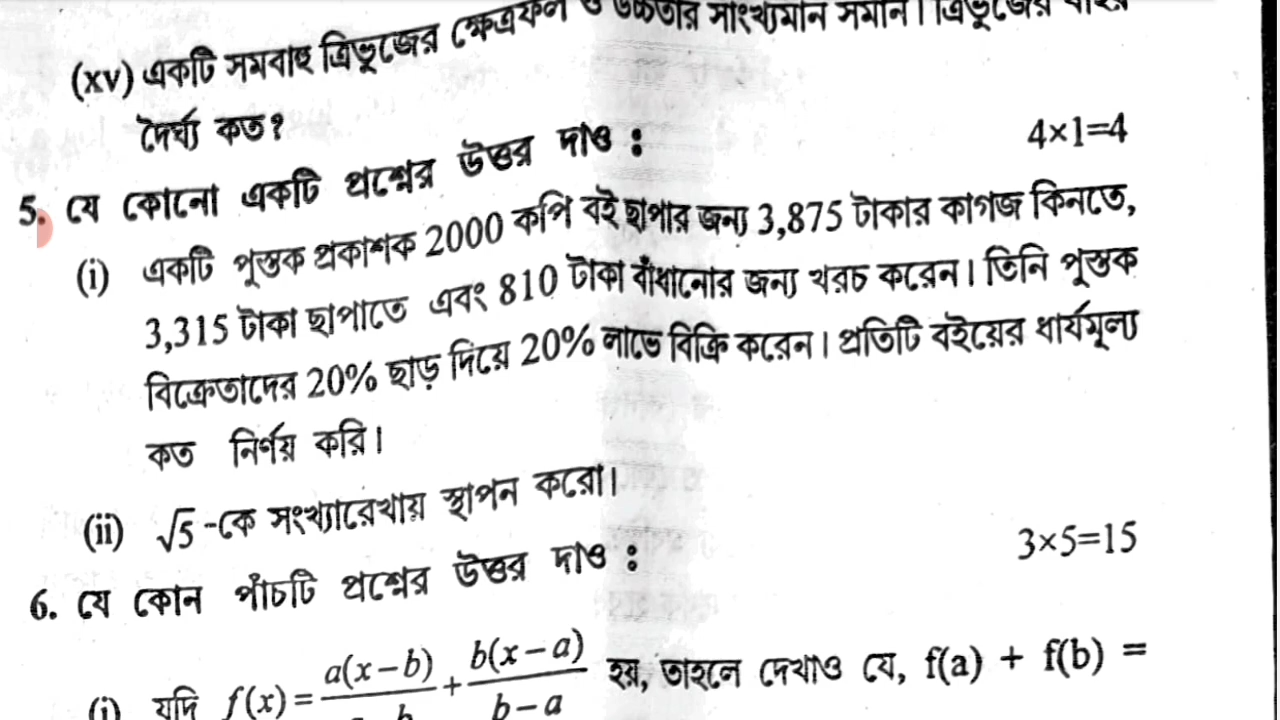 (xv) একটি সমবাহু ত্রিভুজের ক্ষেত্রফল ও উচ্চতার সাংখ্যমান সমান। ত্রিভুজের বাহুর
দৈর্ঘ্য কত?
5. যে কোনো একটি প্রশ্নের উত্তর দাও : 4×1=4
(i) একটি পুস্তক প্রকাশক 2000 কপি বই ছাপার জন্য 3,875 টাকার কাগজ কিনতে,
3,315 টাকা ছাপাতে এবং 810 টাকা বাঁধানোর জন্য খরচ করেন। তিনি পুস্তক
বিক্রেতাদের 20% ছাড় দিয়ে 20% লাভে বিক্রি করেন। প্রতিটি বইয়ের ধার্যমূল্য
কত নির্ণয় করি।
(ii) √5 -কে সংখ্যারেখায় স্থাপন করো।
6. যে কোন পাঁচটি প্রশ্নের উত্তর দাও : 3×5=15
(i) যদি f(x) = a(x−b)/a−b + b(x−a)/b−a হয়, তাহলে দেখাও যে, f(a) + f(b) =